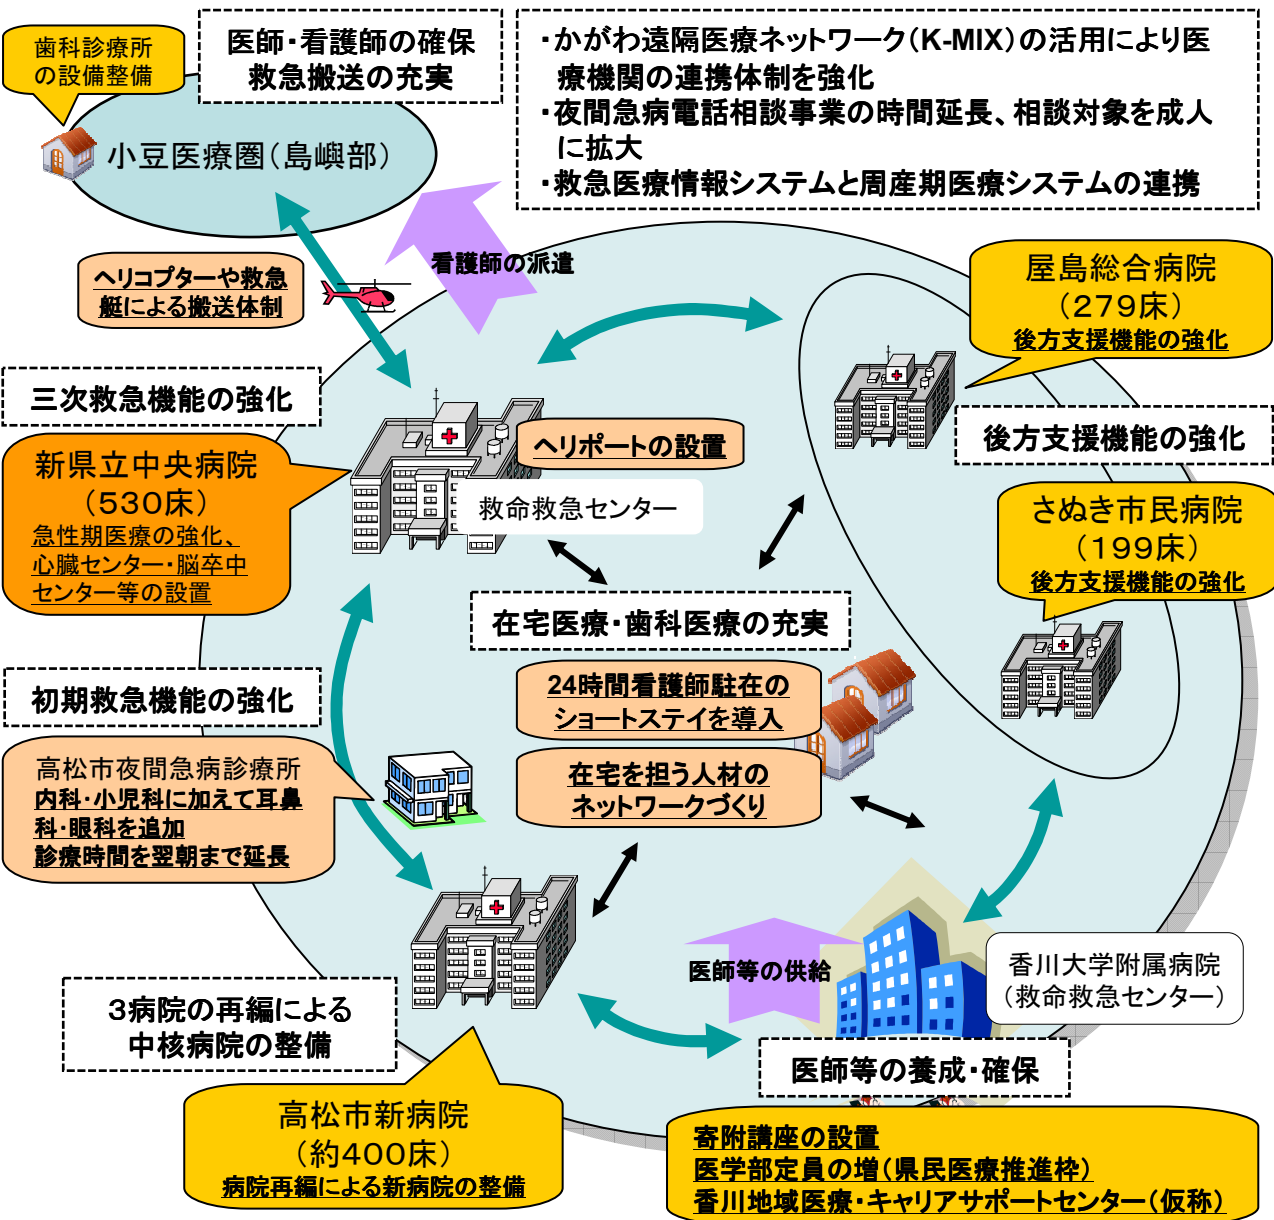 歯科診療所
の設備整備
医師・看護師の確保
救急搬送の充実
・かがわ遠隔医療ネットワーク（K-MIX）の活用により医
療機関の連携体制を強化
・夜間急病電話相談事業の時間延長、相談対象を成人
に拡大
・救急医療情報システムと周産期医療システムの連携
小豆医療圏（島嶼部）
ヘリコプターや救急
艇による搬送体制
看護師の派遣
屋島総合病院
（279床）
後方支援機能の強化
三次救急機能の強化
新県立中央病院
（530床）
急性期医療の強化、
心臓センター・脳卒中
センター等の設置
ヘリポートの設置
救命救急センター
後方支援機能の強化
さぬき市民病院
（199床）
後方支援機能の強化
在宅医療・歯科医療の充実
24時間看護師駐在の
ショートステイを導入
在宅を担う人材の
ネットワークづくり
初期救急機能の強化
高松市夜間急病診療所
内科・小児科に加えて耳鼻
科・眼科を追加
診療時間を翌朝まで延長
医師等の供給
香川大学附属病院
（救命救急センター）
３病院の再編による
中核病院の整備
医師等の養成・確保
高松市新病院
（約400床）
病院再編による新病院の整備
寄附講座の設置
医学部定員の増（県民医療推進枠）
香川地域医療・キャリアサポートセンター（仮称）